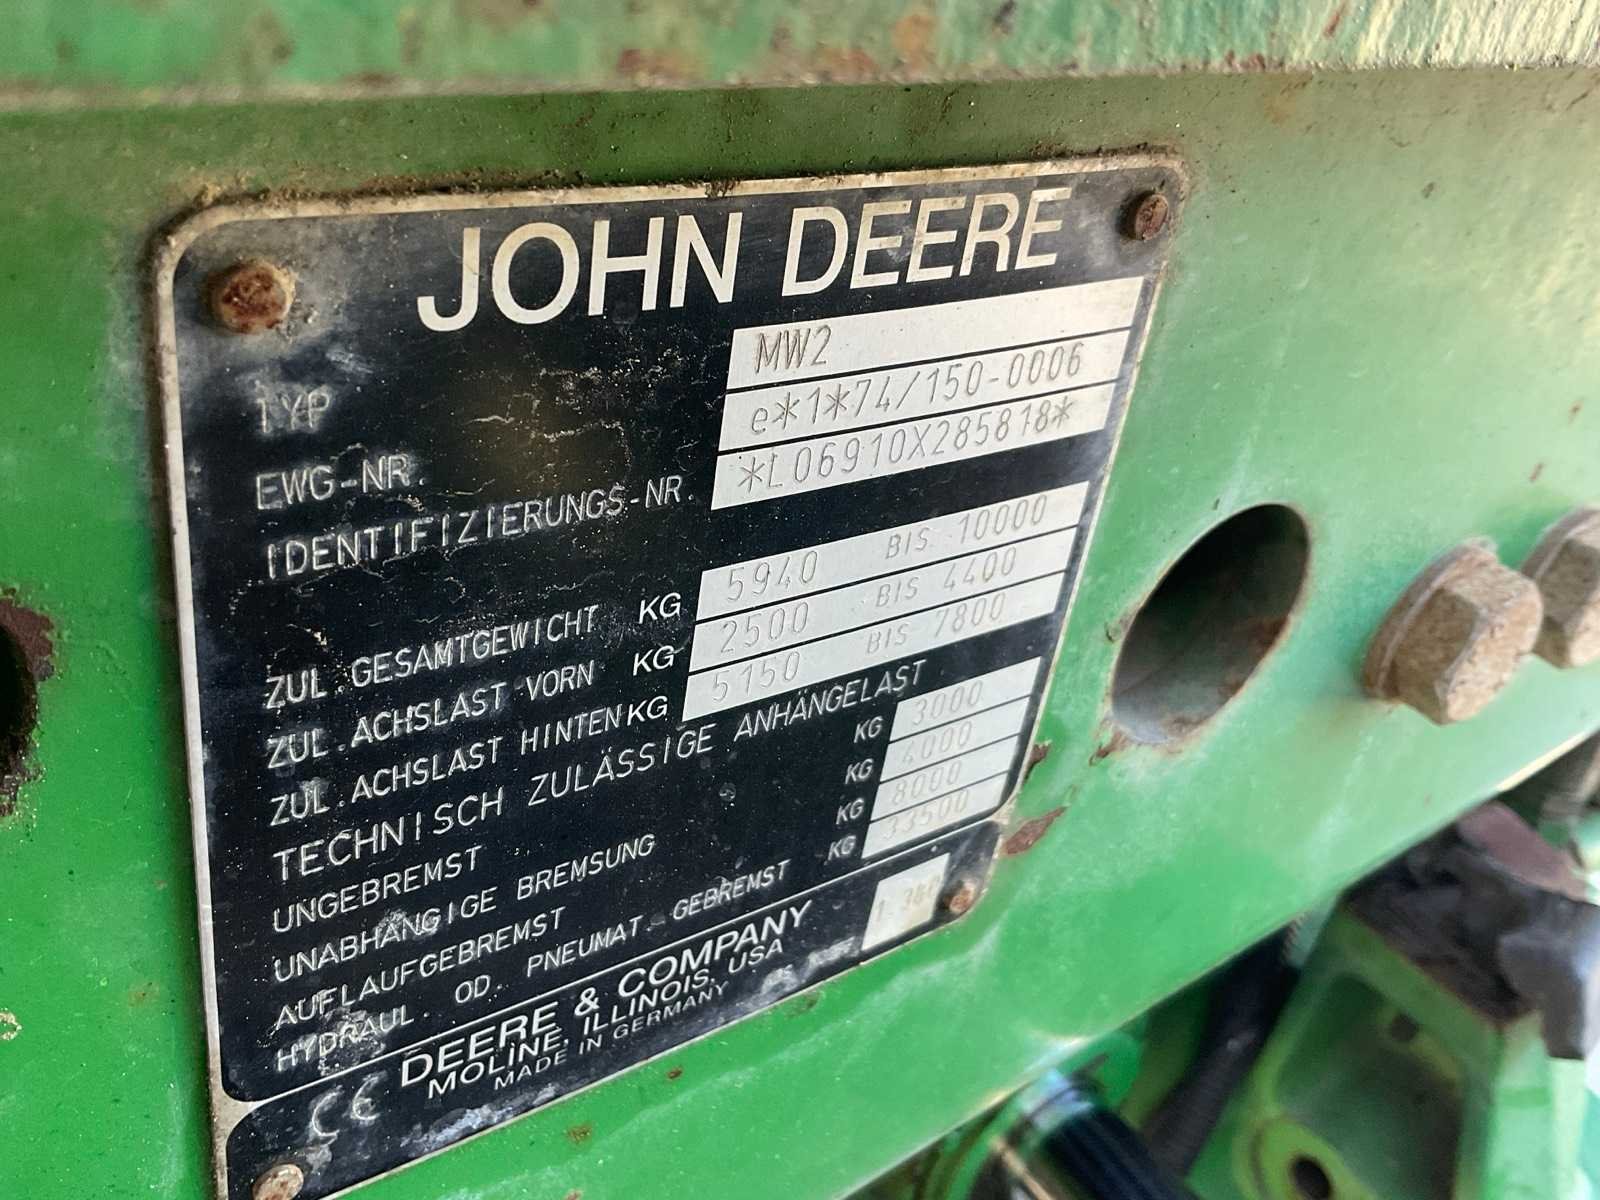 JOHN DEERE
TYP MW2
EWG-NR. e*1*74/150-0006
IDENTIFIZIERUNGS-NR. *L06910X285818*
ZUL. GESAMTGEWICHT KG 5940 BIS 10000
ZUL. ACHSLAST VORN KG 2500 BIS 4400
ZUL. ACHSLAST HINTEN KG 5150 BIS 7800
TECHNISCH ZULÄSSIGE ANHÄNGELAST
UNGEBREMST KG 3000
UNABHÄNGIGE BREMSUNG KG 4000
AUFLAUFGEBREMST KG 8000
HYDRAUL. OD. PNEUMAT. GEBREMST KG 33500
CE DEERE & COMPANY
MOLINE, ILLINOIS, USA
MADE IN GERMANY